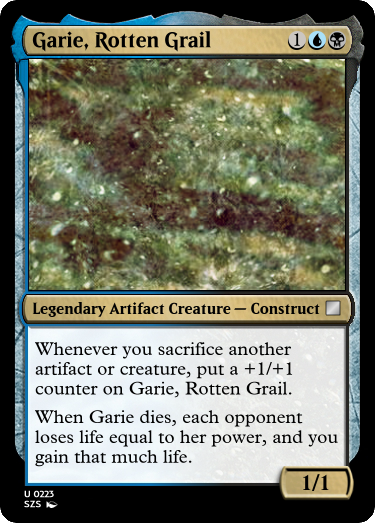 Garie, Rotten Grail 1
Legendary Artifact Creature — Construct
Whenever you sacrifice another
artifact or creature, put a +1/+1
counter on Garie, Rotten Grail.
When Garie dies, each opponent
loses life equal to her power, and you
gain that much life.
1/1
U 0223
SZS